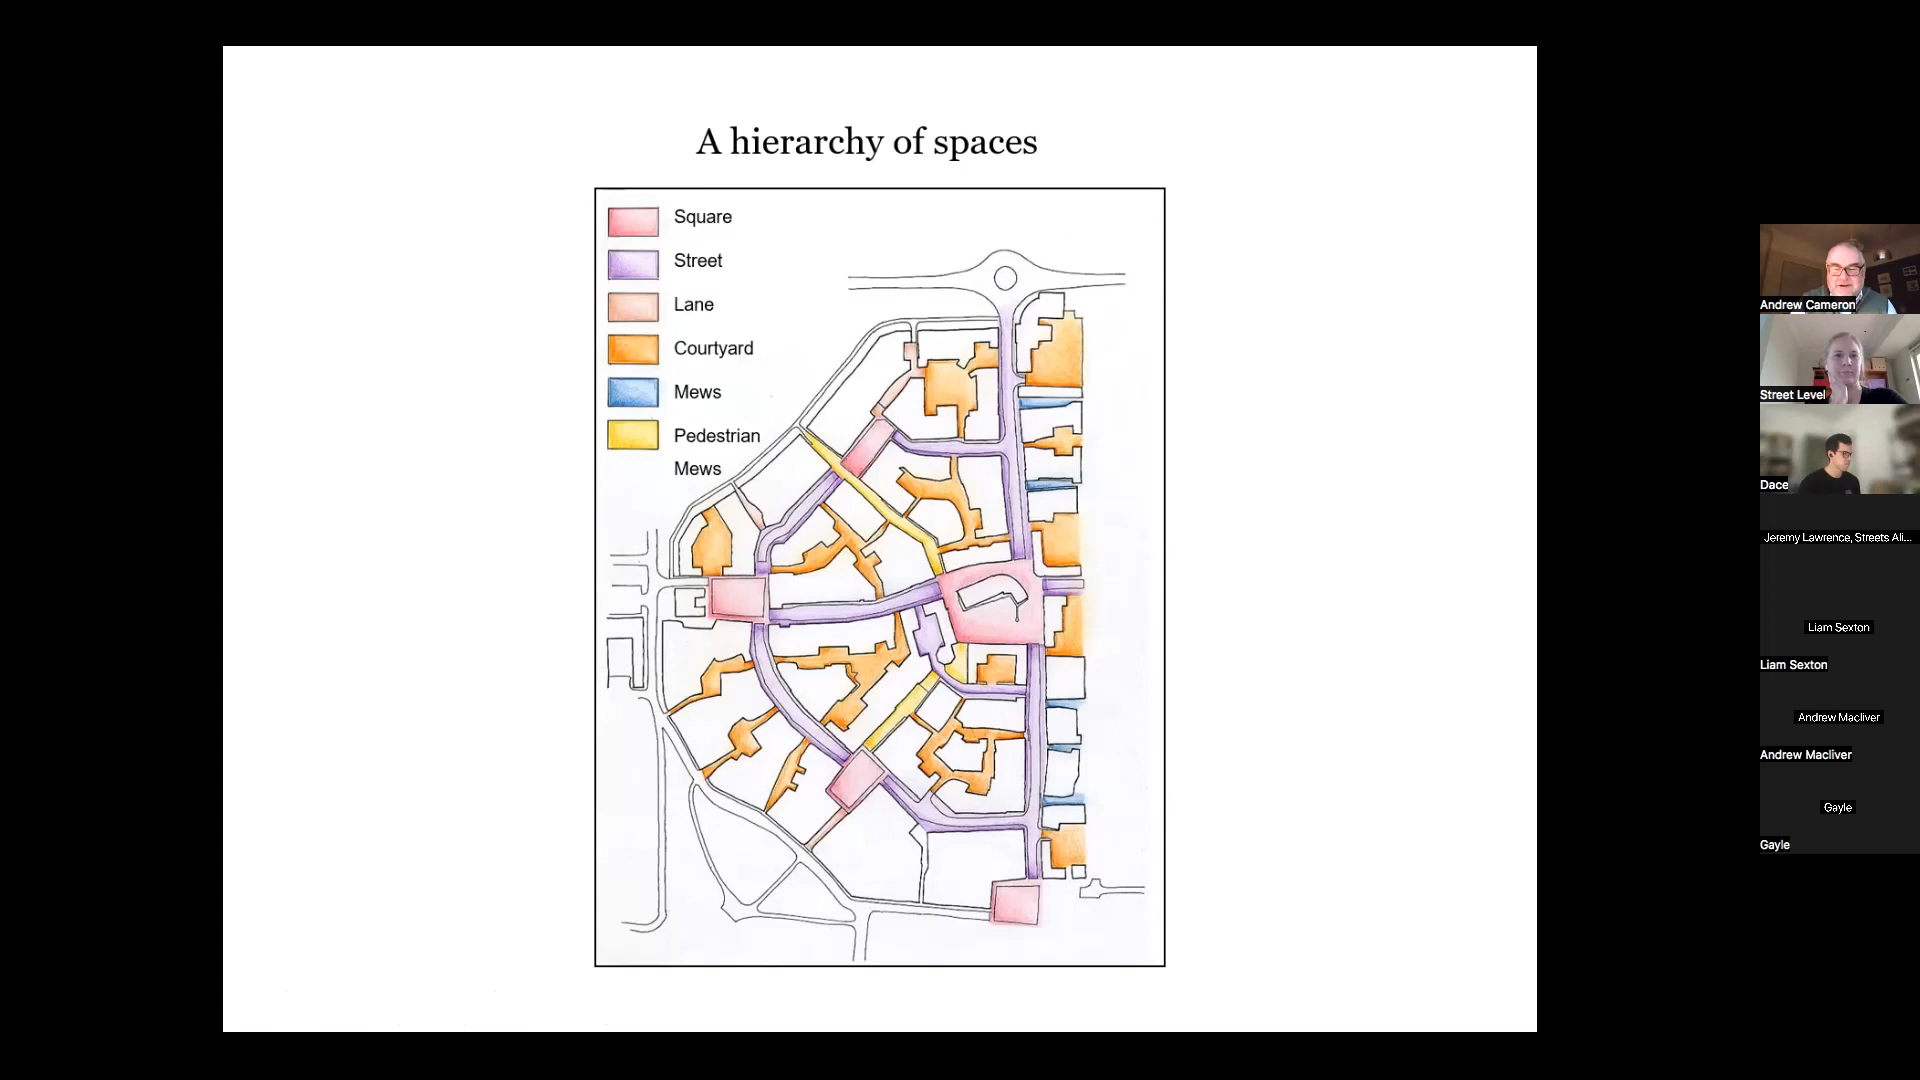 A hierarchy of spaces
Square
Street
Lane
Courtyard
Mews
Pedestrian
Mews
Andrew Cameron
Street Level
Dace
Jeremy Lawrence, Streets Ali...
Liam Sexton
Liam Sexton
Andrew Macliver
Andrew Macliver
Gayle
Gayle